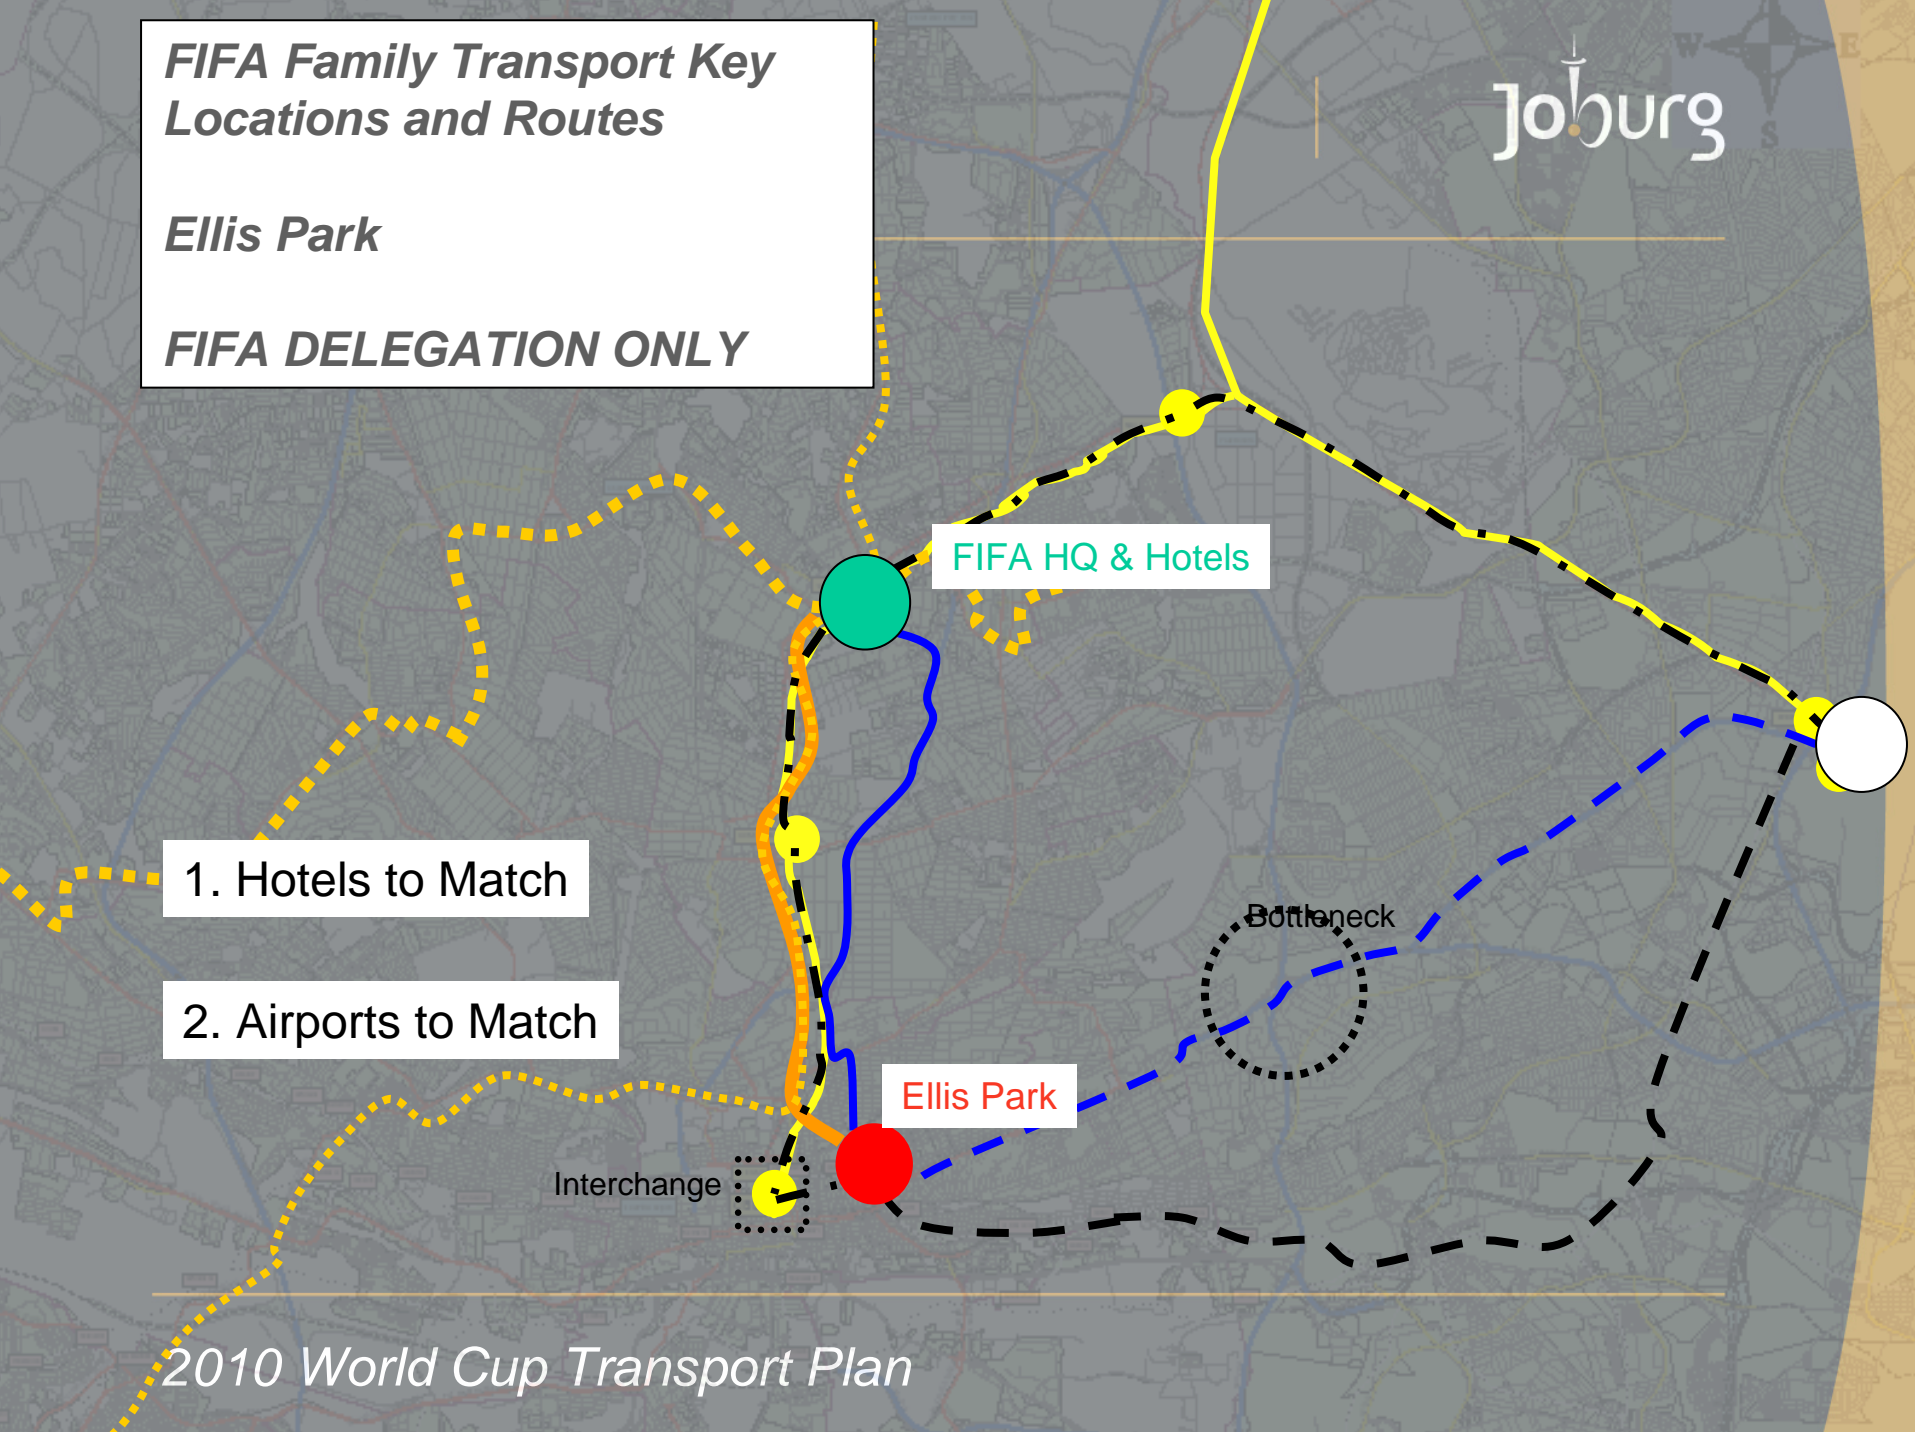 FIFA Family Transport Key
Locations and Routes
Ellis Park
FIFA DELEGATION ONLY
W
E
S
Joburg
FIFA HQ & Hotels
1. Hotels to Match
Bottleneck
2. Airports to Match
Ellis Park
Interchange
2010 World Cup Transport Plan